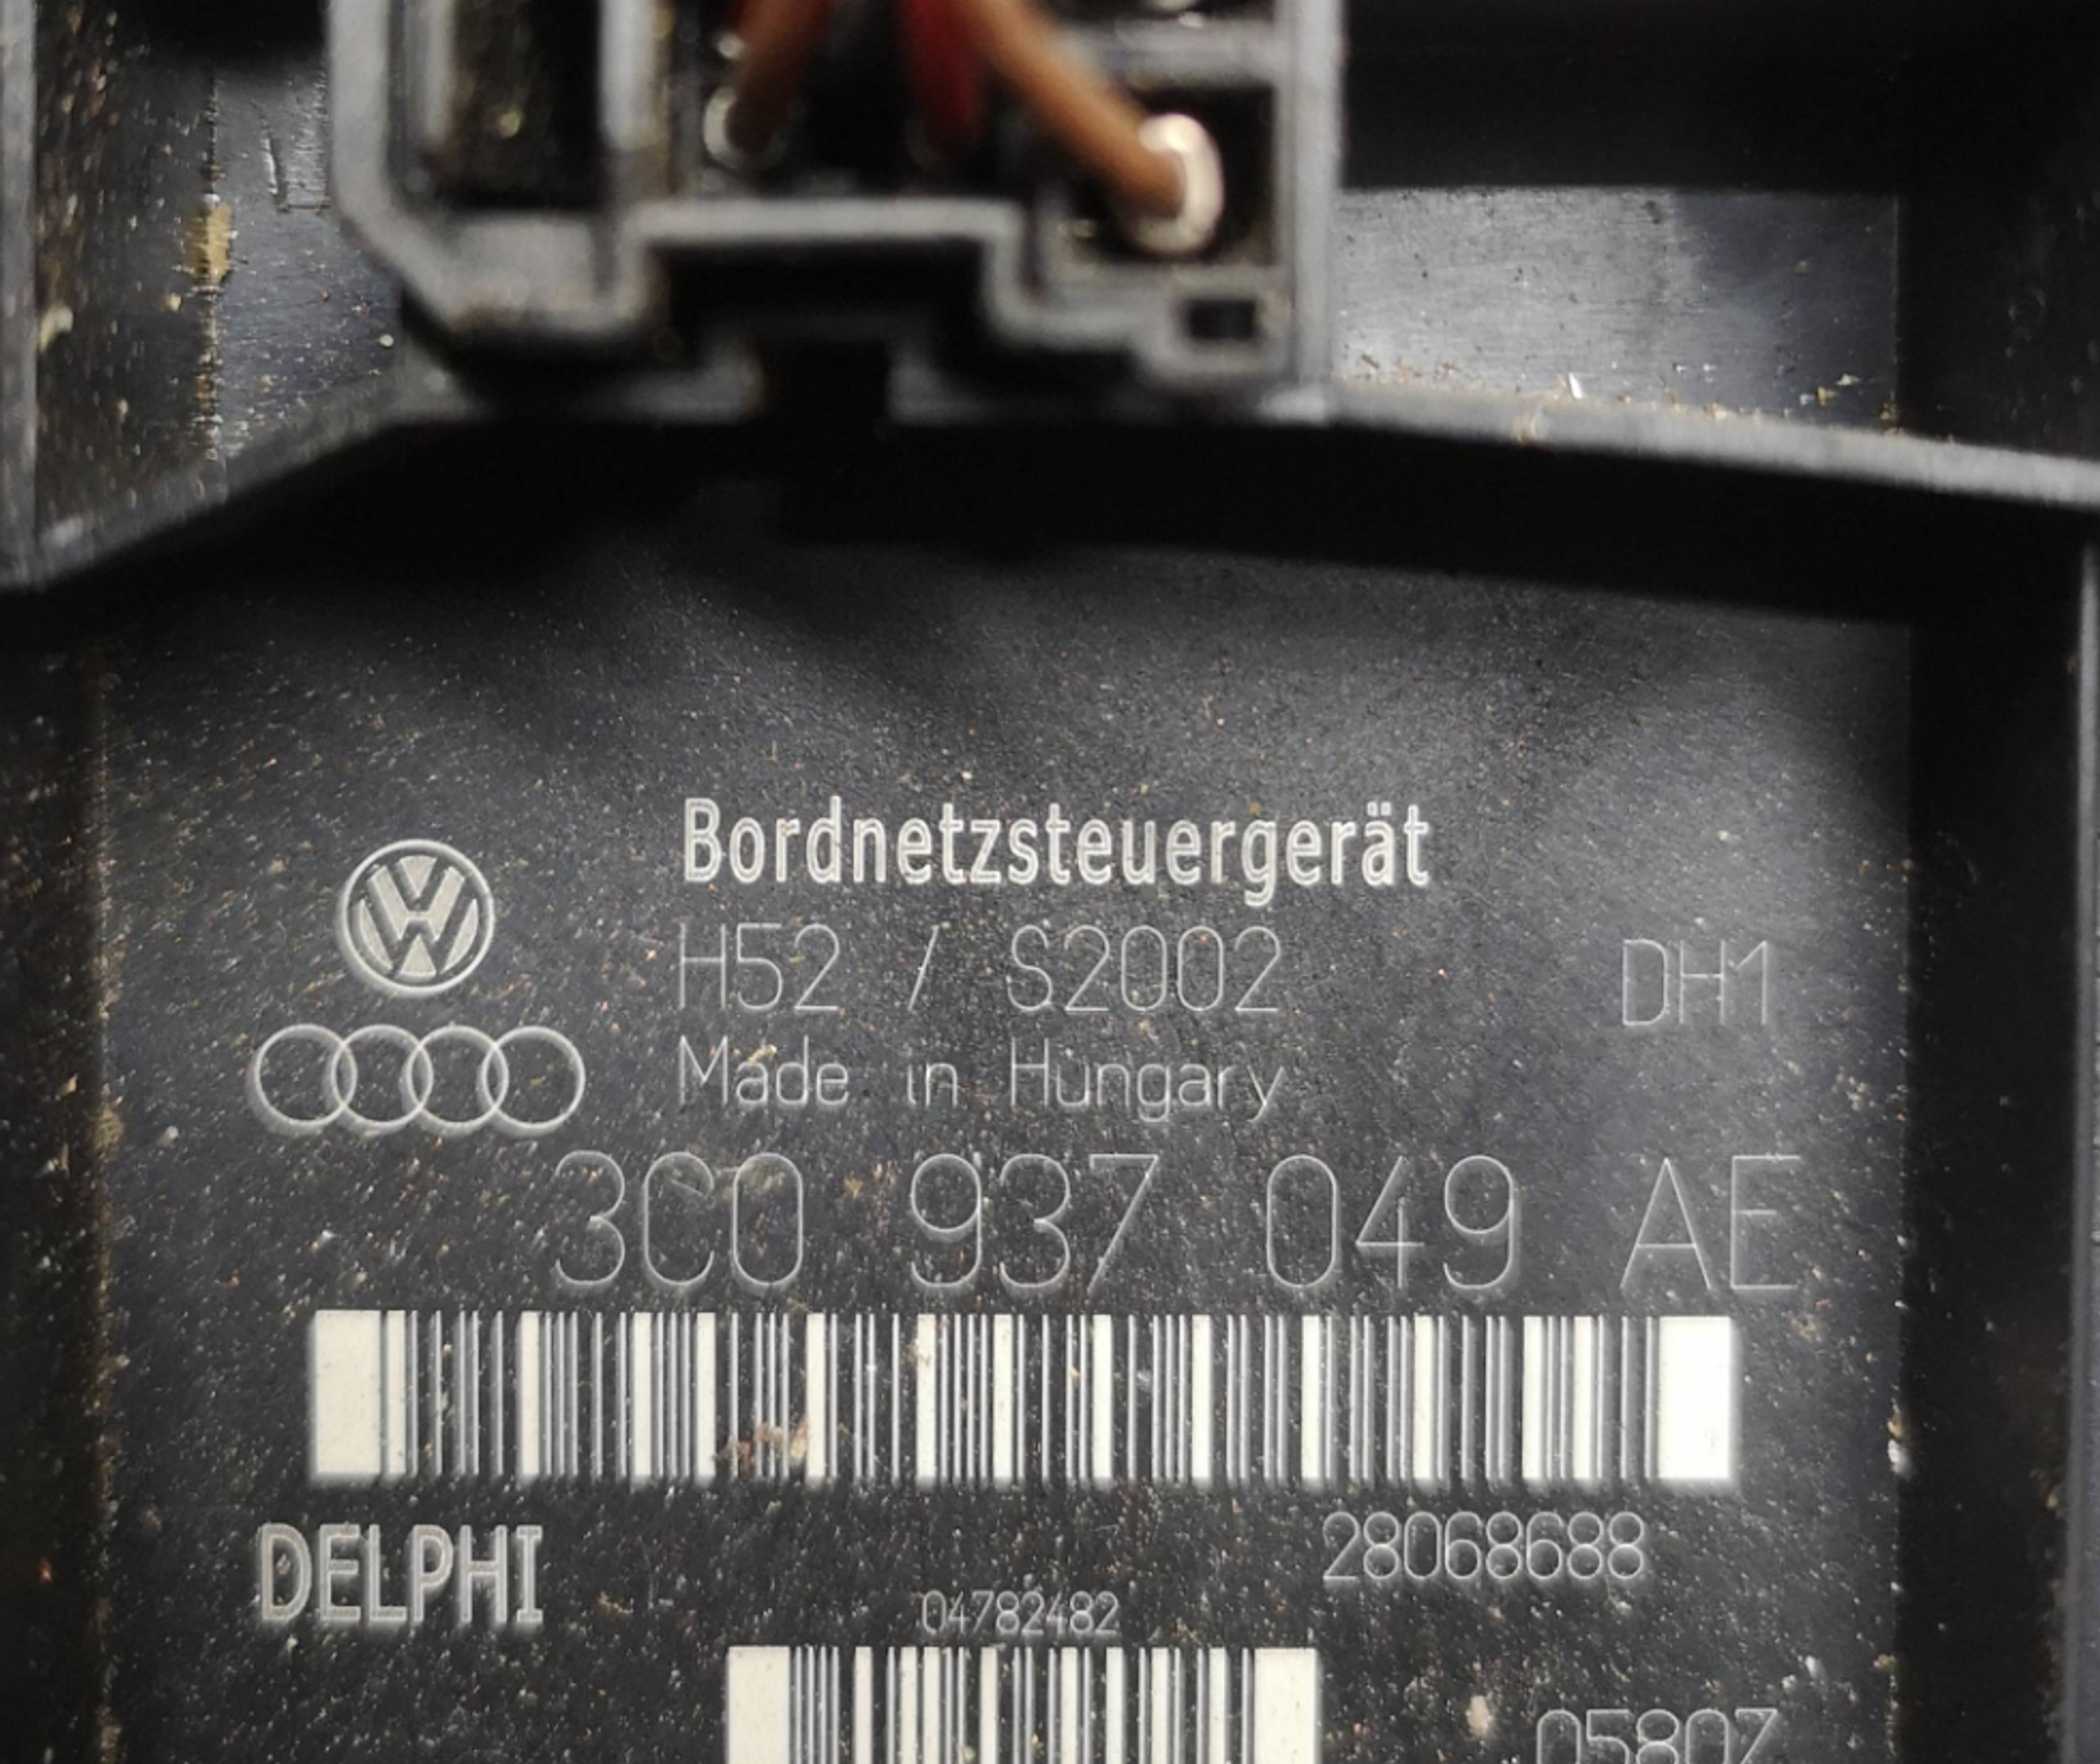 Bordnetzsteuergerät
H52 / S2002 DH1
Made in Hungary
3C0 937 049 AE
DELPHI 28068688
04782482